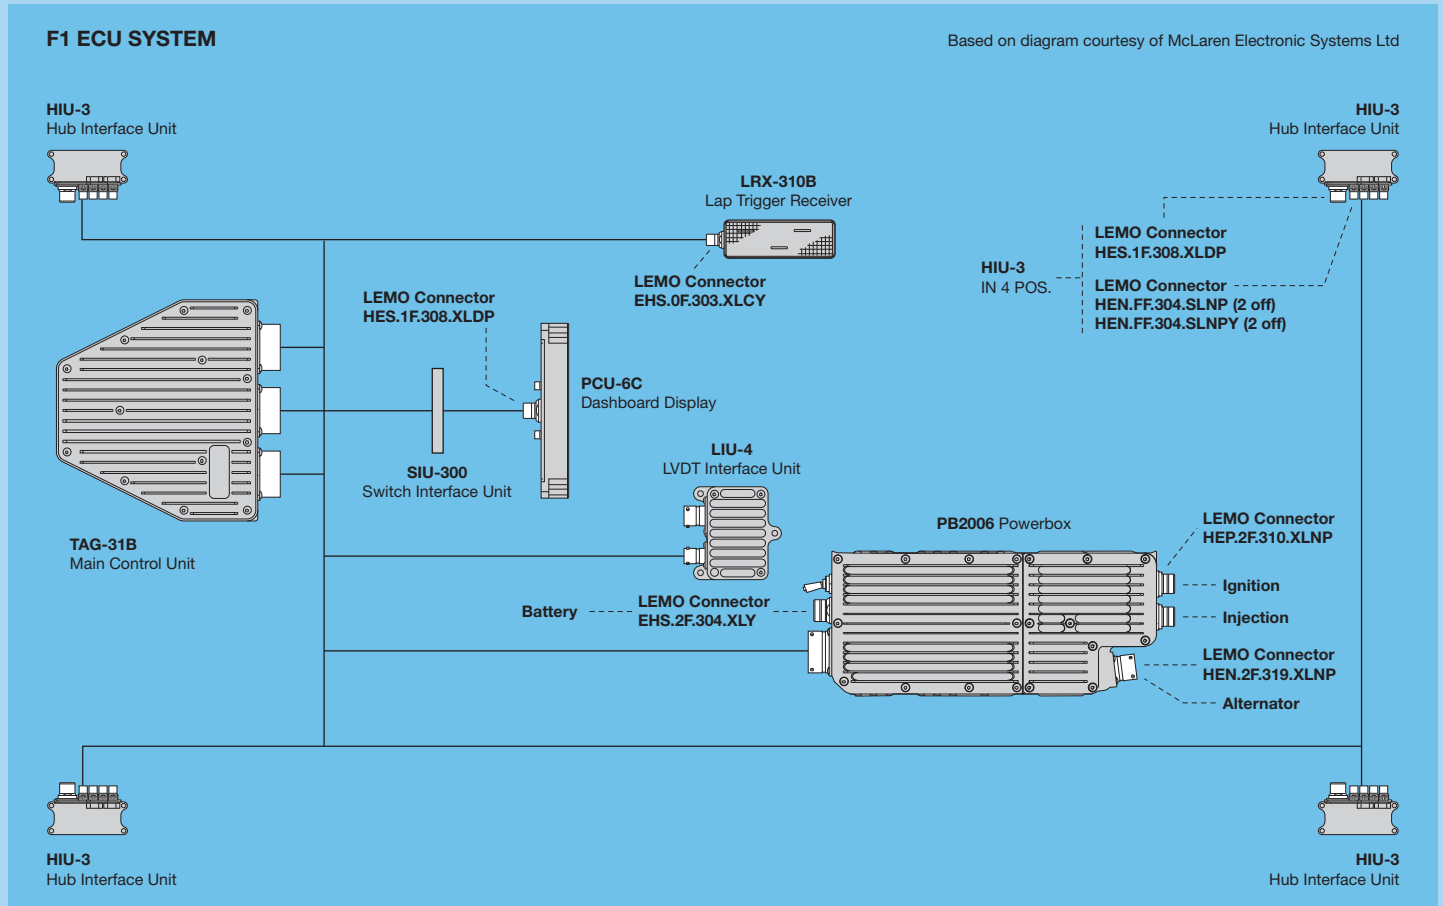 F1 ECU SYSTEM
Based on diagram courtesy of McLaren Electronic Systems Ltd
HIU-3
Hub Interface Unit
HIU-3
Hub Interface Unit
LRX-310B
Lap Trigger Receiver
LEMO Connector
EHS.0F.303.XLCY
HIU-3
IN 4 POS.
LEMO Connector
HES.1F.308.XLDP
LEMO Connector
HEN.FF.304.SLNP (2 off)
HEN.FF.304.SLNPY (2 off)
LEMO Connector
HES.1F.308.XLDP
PCU-6C
Dashboard Display
SIU-300
Switch Interface Unit
LIU-4
LVDT Interface Unit
TAG-31B
Main Control Unit
PB2006 Powerbox
LEMO Connector
HEP.2F.310.XLNP
Ignition
Injection
Battery
LEMO Connector
EHS.2F.304.XLY
LEMO Connector
HEN.2F.319.XLNP
Alternator
HIU-3
Hub Interface Unit
HIU-3
Hub Interface Unit